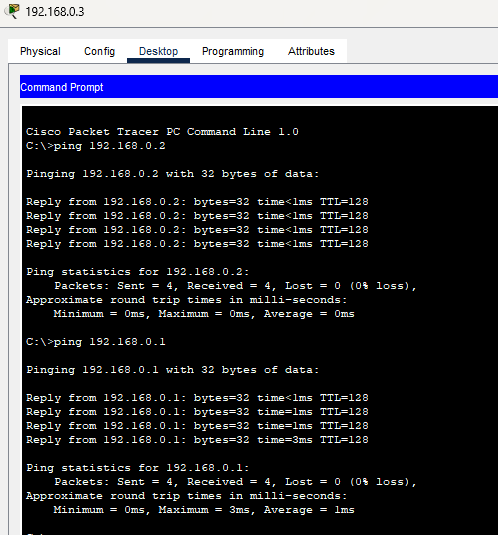 192.168.0.3
Physical Config Desktop Programming Attributes
Command Prompt
Cisco Packet Tracer PC Command Line 1.0
C:\>ping 192.168.0.2
Pinging 192.168.0.2 with 32 bytes of data:
Reply from 192.168.0.2: bytes=32 time<1ms TTL=128
Reply from 192.168.0.2: bytes=32 time<1ms TTL=128
Reply from 192.168.0.2: bytes=32 time<1ms TTL=128
Reply from 192.168.0.2: bytes=32 time<1ms TTL=128
Ping statistics for 192.168.0.2:
Packets: Sent = 4, Received = 4, Lost = 0 (0% loss),
Approximate round trip times in milli-seconds:
Minimum = 0ms, Maximum = 0ms, Average = 0ms
C:\>ping 192.168.0.1
Pinging 192.168.0.1 with 32 bytes of data:
Reply from 192.168.0.1: bytes=32 time<1ms TTL=128
Reply from 192.168.0.1: bytes=32 time=1ms TTL=128
Reply from 192.168.0.1: bytes=32 time=1ms TTL=128
Reply from 192.168.0.1: bytes=32 time=3ms TTL=128
Ping statistics for 192.168.0.1:
Packets: Sent = 4, Received = 4, Lost = 0 (0% loss),
Approximate round trip times in milli-seconds:
Minimum = 0ms, Maximum = 3ms, Average = 1ms